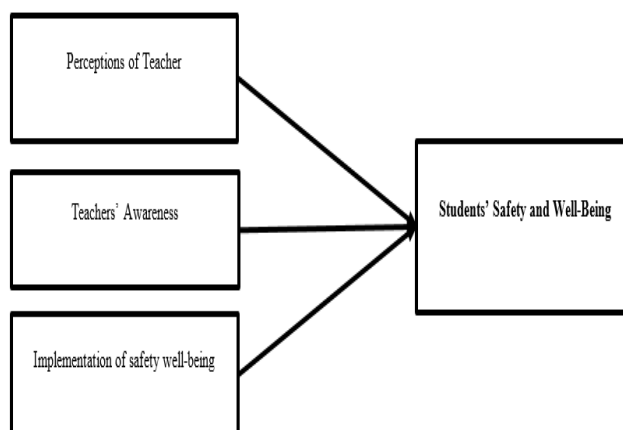 Perceptions of Teacher
Teachers’ Awareness
Implementation of safety well-being
Students’ Safety and Well-Being